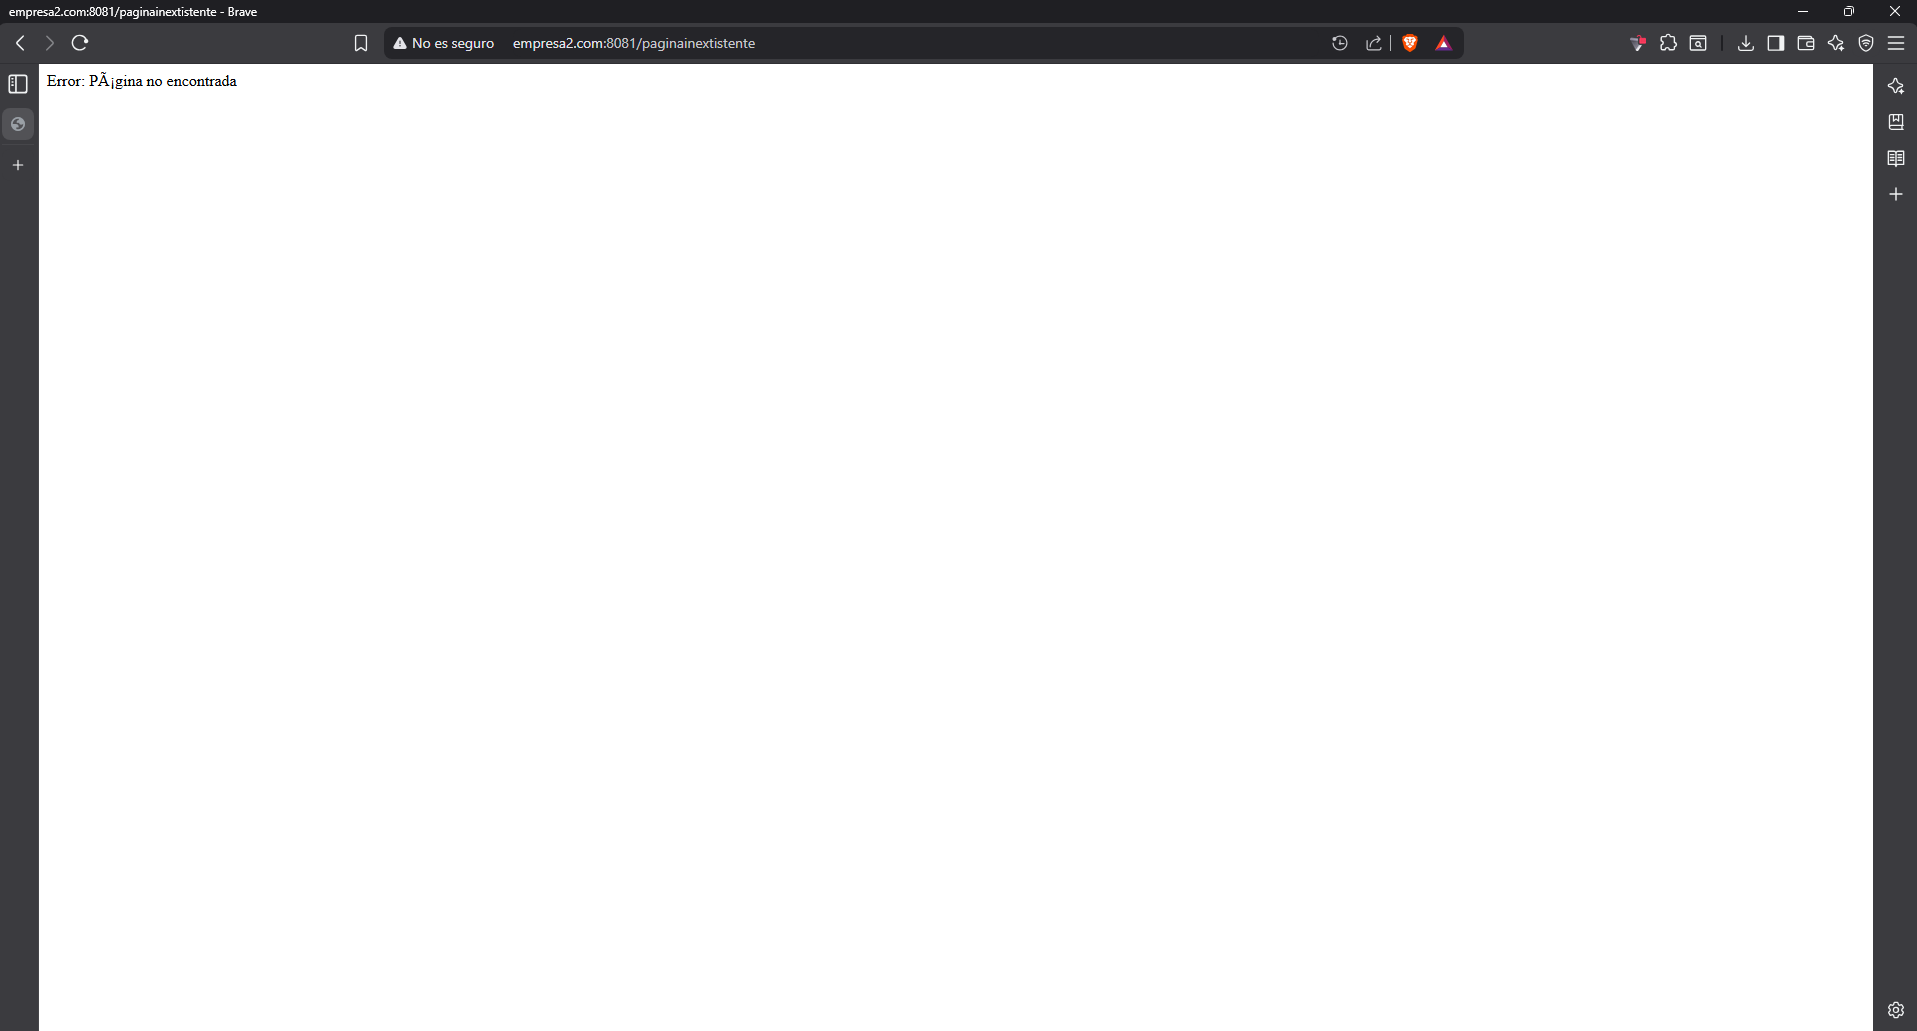 empresa2.com:8081/paginainextistente - Brave
No es seguro empresa2.com:8081/paginainextistente
Error: PÃ¡gina no encontrada